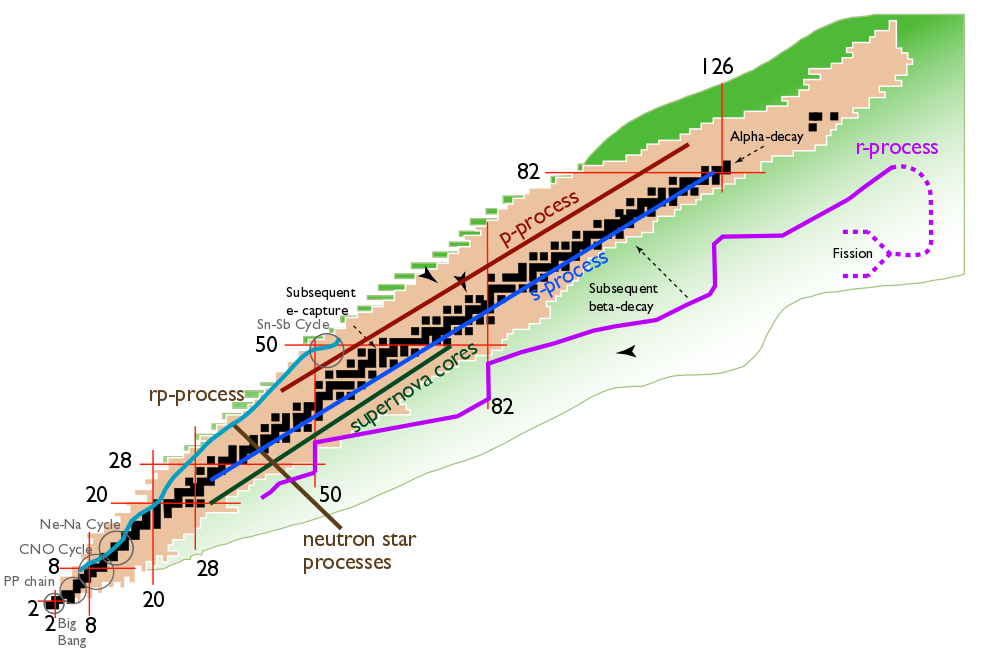 126
Alpha-decay
r-process
82
p-process
Fission
s-process
Subsequent
beta-decay
Subsequent
e- capture
Sn-Sb Cycle
50
supernova cores
rp-process
82
28
50
20
neutron star
processes
Ne-Na Cycle
CNO Cycle
8
28
PP chain
20
2
2
8
Big
Bang